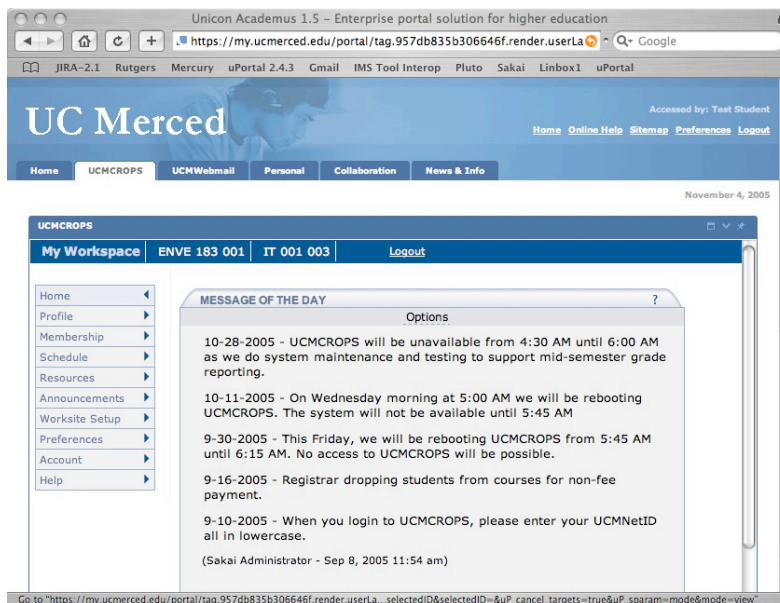 Unicon Academus 1.5 – Enterprise portal solution for higher education
https://my.ucmerced.edu/portal/tag.957db835b306646f.render.userLa
Google
JIRA-2.1 Rutgers Mercury uPortal 2.4.3 Gmail IMS Tool Interop Pluto Sakai Linbox1 uPortal
UC Merced
Accessed by: Test Student
Home Online Help Sitemap Preferences Logout
Home UCMCROPS UCMWebmail Personal Collaboration News & Info
November 4, 2005
UCMCROPS
My Workspace ENVE 183 001 IT 001 003 Logout
Home
Profile
Membership
Schedule
Resources
Announcements
Worksite Setup
Preferences
Account
Help
MESSAGE OF THE DAY ?
Options
10-28-2005 - UCMCROPS will be unavailable from 4:30 AM until 6:00 AM
as we do system maintenance and testing to support mid-semester grade
reporting.
10-11-2005 - On Wednesday morning at 5:00 AM we will be rebooting
UCMCROPS. The system will not be available until 5:45 AM
9-30-2005 - This Friday, we will be rebooting UCMCROPS from 5:45 AM
until 6:15 AM. No access to UCMCROPS will be possible.
9-16-2005 - Registrar dropping students from courses for non-fee
payment.
9-10-2005 - When you login to UCMCROPS, please enter your UCMNetID
all in lowercase.
(Sakai Administrator - Sep 8, 2005 11:54 am)
Go to "https://my.ucmerced.edu/portal/tag.957db835b306646f.render.userLa...selectedID&selectedID=&uP_cancel_targets=true&uP_sparam=mode&mode=view"